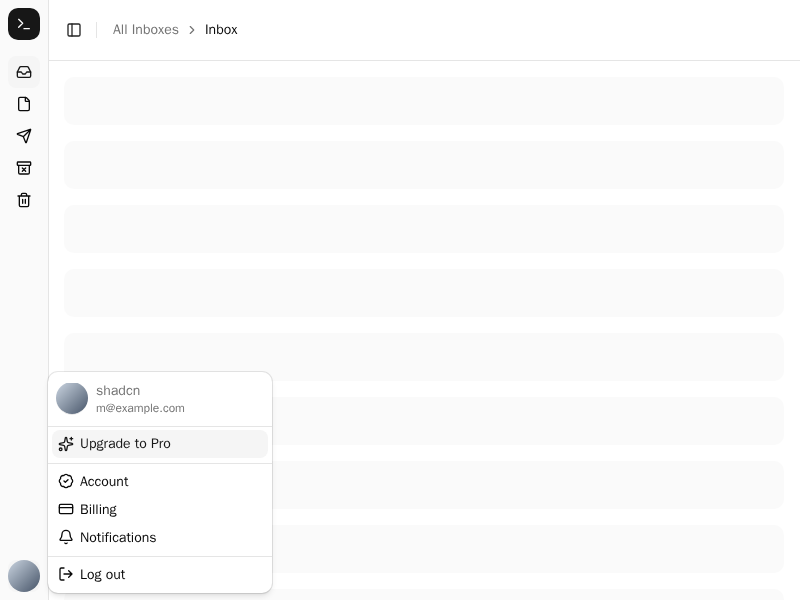 All Inboxes
Inbox
shadcn
m@example.com
Upgrade to Pro
Account
Billing
Notifications
Log out